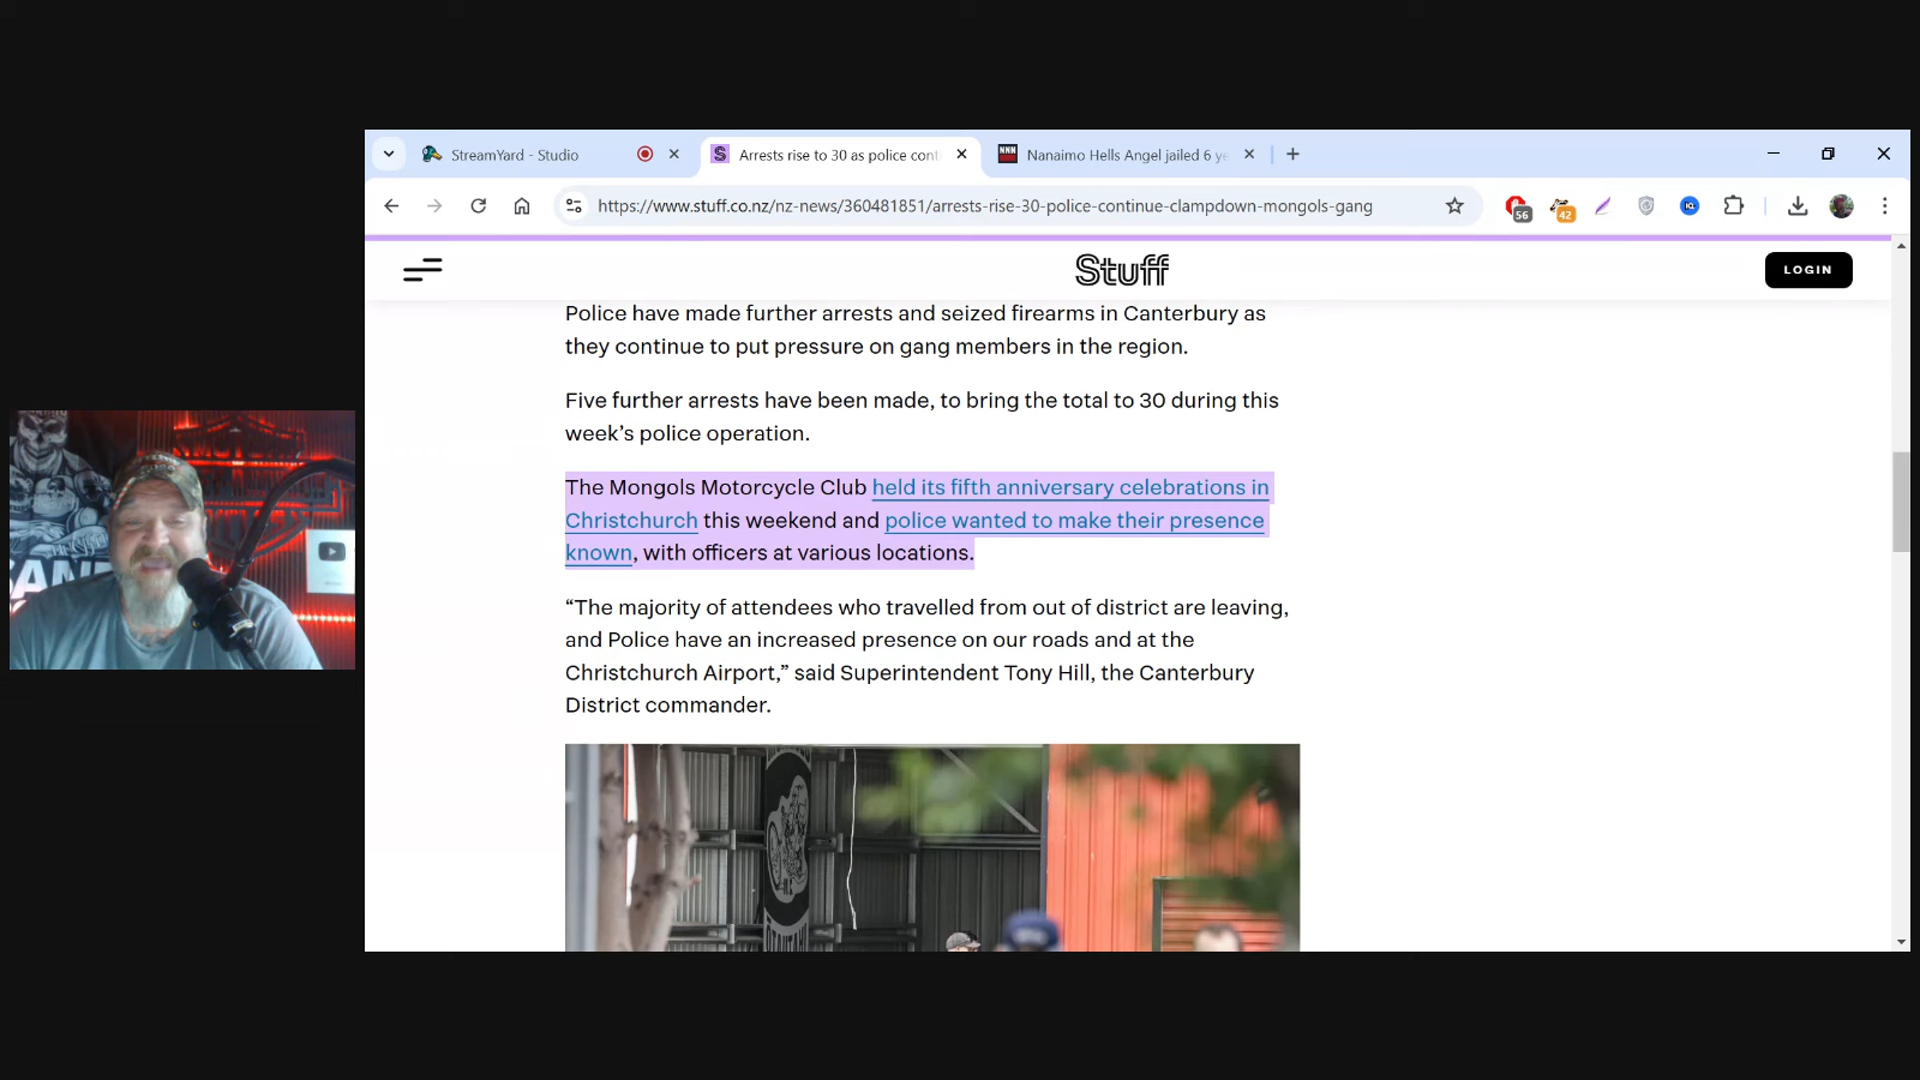 StreamYard - Studio
Arrests rise to 30 as police cont
Nanaimo Hells Angel jailed 6 ye
https://www.stuff.co.nz/nz-news/360481851/arrests-rise-30-police-continue-clampdown-mongols-gang
56
42
Stuff
LOGIN
Police have made further arrests and seized firearms in Canterbury as
they continue to put pressure on gang members in the region.
Five further arrests have been made, to bring the total to 30 during this
week’s police operation.
The Mongols Motorcycle Club held its fifth anniversary celebrations in
Christchurch this weekend and police wanted to make their presence
known, with officers at various locations.
“The majority of attendees who travelled from out of district are leaving,
and Police have an increased presence on our roads and at the
Christchurch Airport,” said Superintendent Tony Hill, the Canterbury
District commander.